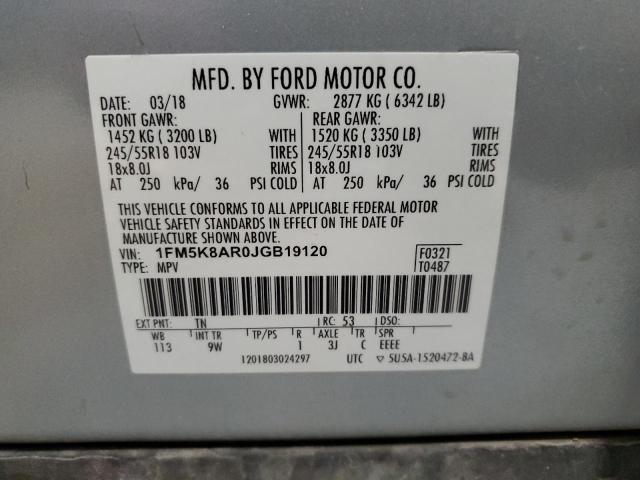 MFD. BY FORD MOTOR CO.
DATE: 03/18 GVWR: 2877 KG ( 6342 LB)
FRONT GAWR: REAR GAWR:
1452 KG ( 3200 LB) WITH 1520 KG ( 3350 LB) WITH
245/55R18 103V TIRES 245/55R18 103V TIRES
18x8.0J RIMS 18x8.0J RIMS
AT 250 kPa/ 36 PSI COLD AT 250 kPa/ 36 PSI COLD
THIS VEHICLE CONFORMS TO ALL APPLICABLE FEDERAL MOTOR
VEHICLE SAFETY STANDARDS IN EFFECT ON THE DATE OF
MANUFACTURE SHOWN ABOVE.
VIN: 1FM5K8AR0JGB19120 F0321
TYPE: MPV T0487
EXT PNT: TN RC: 53 DSO:
WB INT TR TP/PS R AXLE TR SPR
113 9W 1 3J C EEEE
1201803024297 UTC ▽ 5U5A-1520472-BA